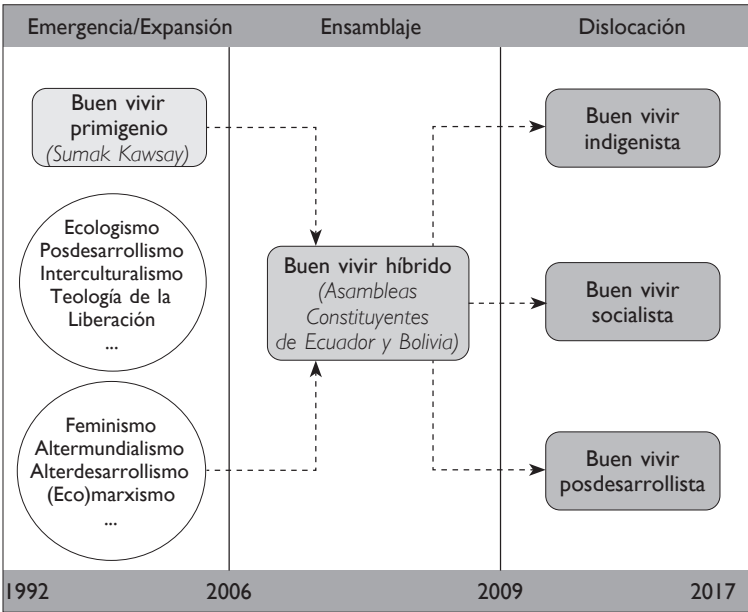 Emergencia/Expansión
Ensamblaje
Dislocación
Buen vivir
primigenio
(Sumak Kawsay)
Ecologismo
Posdesarrollismo
Interculturalismo
Teología de la
Liberación
...
Feminismo
Altermundialismo
Alterdesarrollismo
(Eco)marxismo
...
Buen vivir híbrido
(Asambleas
Constituyentes
de Ecuador y Bolivia)
Buen vivir
indigenista
Buen vivir
socialista
Buen vivir
posdesarrollista
1992
2006
2009
2017